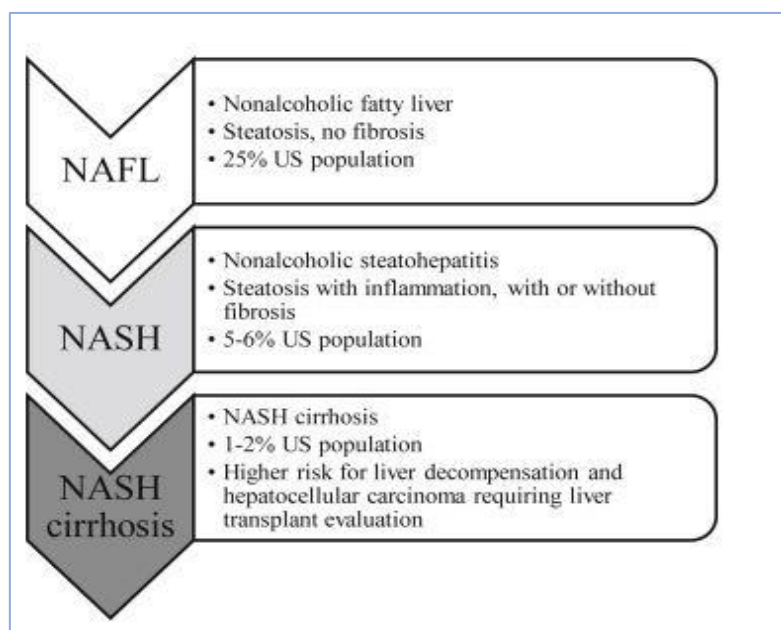 NAFL
• Nonalcoholic fatty liver
• Steatosis, no fibrosis
• 25% US population
NASH
• Nonalcoholic steatohepatitis
• Steatosis with inflammation, with or without
fibrosis
• 5-6% US population
NASH
cirrhosis
• NASH cirrhosis
• 1-2% US population
• Higher risk for liver decompensation and
hepatocellular carcinoma requiring liver
transplant evaluation